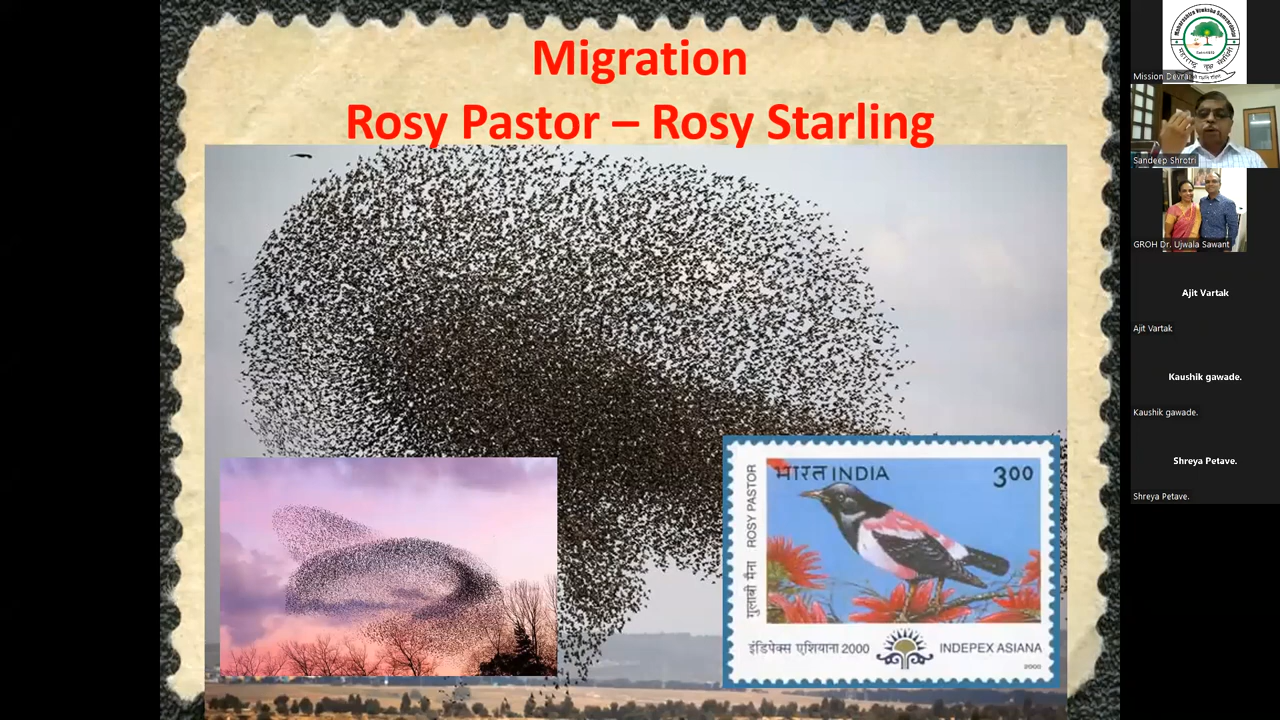 Migration
Rosy Pastor – Rosy Starling
भारत INDIA
3.00
ROSY PASTOR
गुलाबी मैना
इंडिपेक्स एशियाना 2000
INDEPEX ASIANA
2000
Mission Devrai
Sandeep Shrotri
GROH Dr. Ujwala Sawant
Ajit Vartak
Ajit Vartak
Kaushik gawade.
Kaushik gawade.
Shreya Petave.
Shreya Petave.